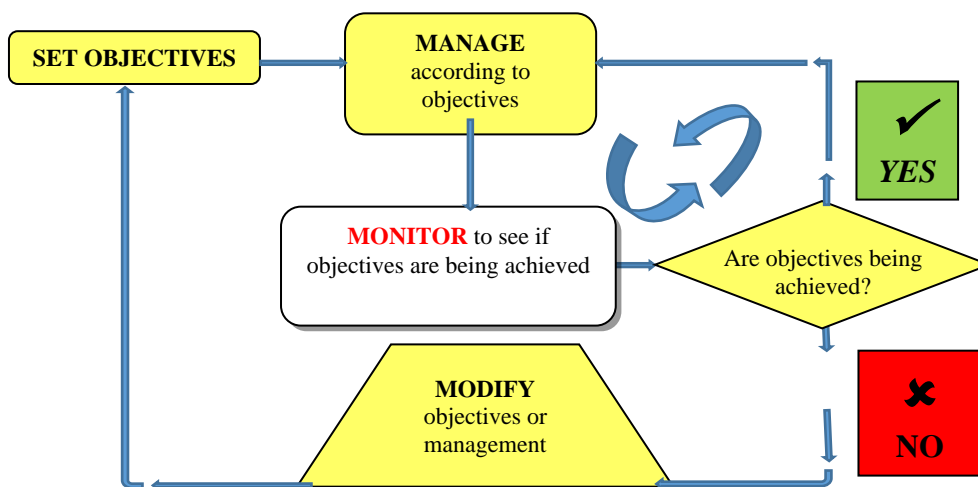 SET OBJECTIVES
MANAGE
according to
objectives
✓
YES
MONITOR to see if
objectives are being achieved
Are objectives being
achieved?
MODIFY
objectives or
management
✘
NO